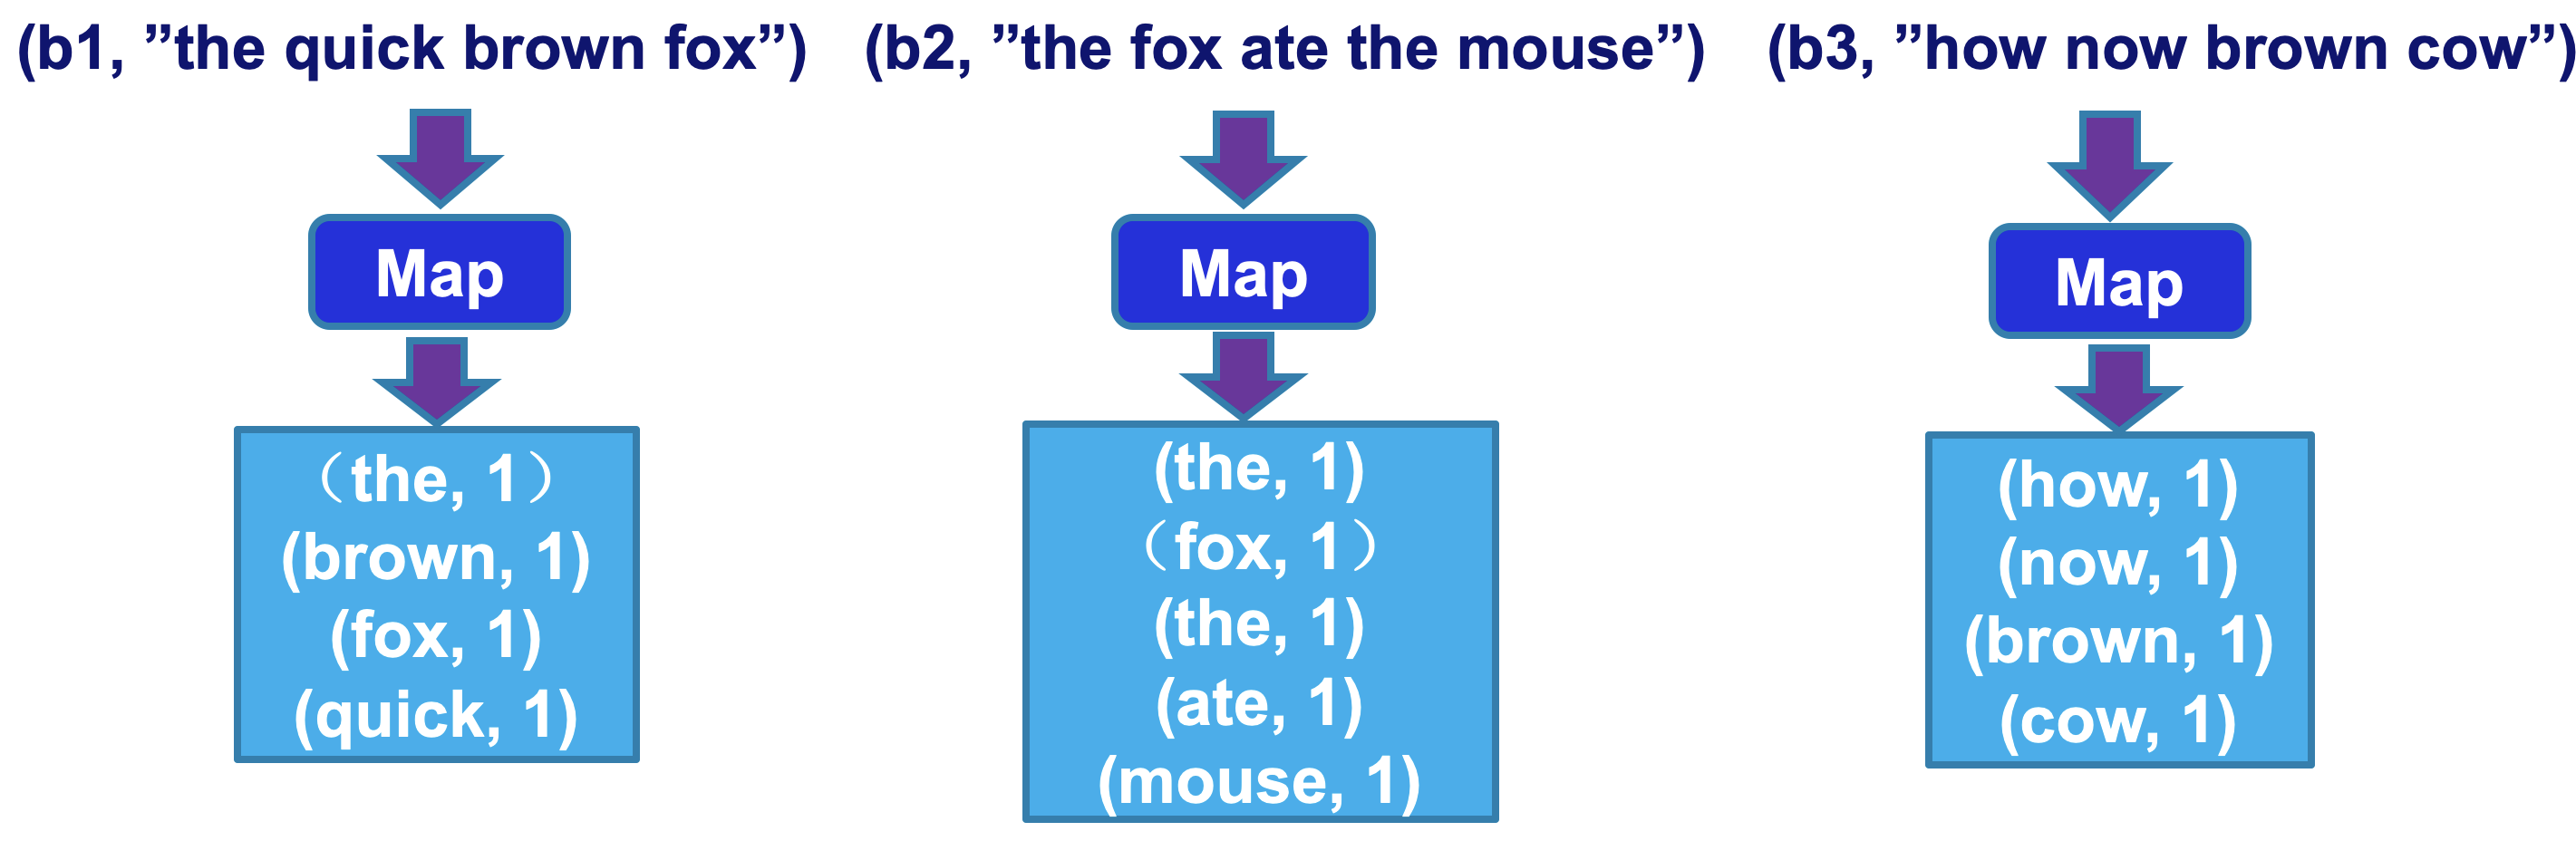 (b1, ”the quick brown fox”)
(b2, ”the fox ate the mouse”)
(b3, ”how now brown cow”)
Map
Map
Map
（the, 1）
(brown, 1)
(fox, 1)
(quick, 1)
(the, 1)
（fox, 1）
(the, 1)
(ate, 1)
(mouse, 1)
(how, 1)
(now, 1)
(brown, 1)
(cow, 1)